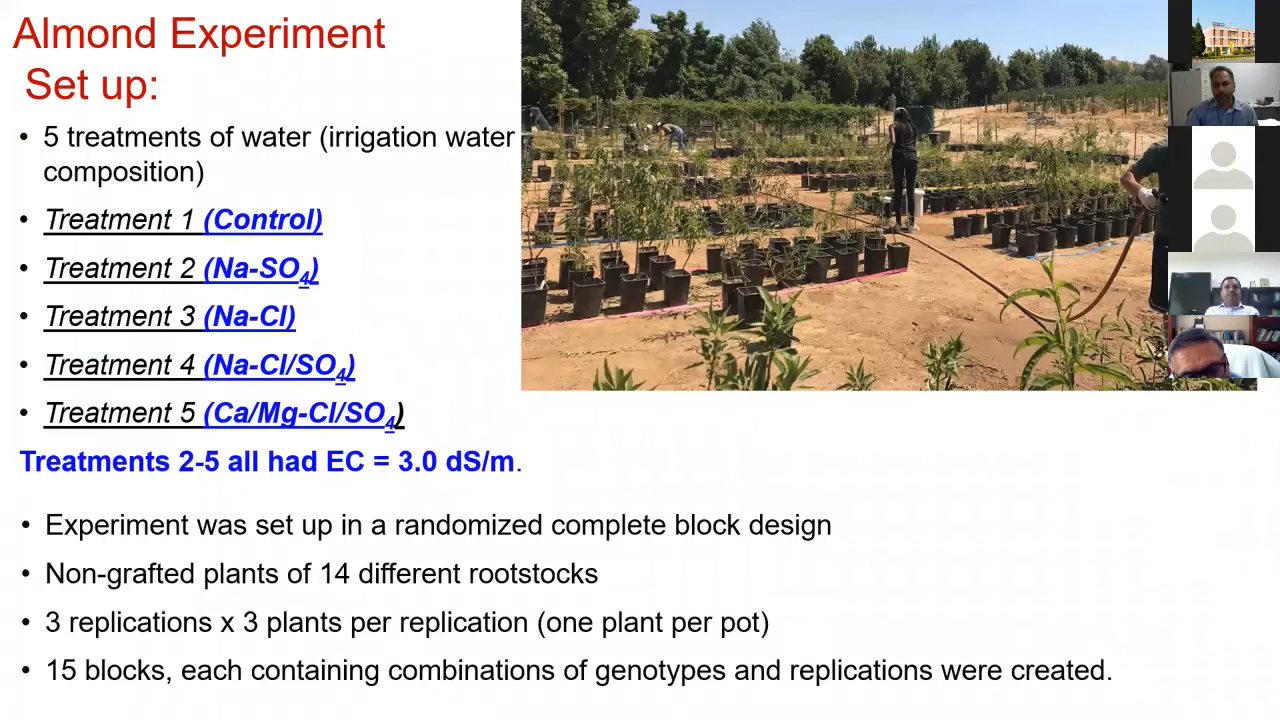 Almond Experiment
Set up:
• 5 treatments of water (irrigation water
composition)
• Treatment 1 (Control)
• Treatment 2 (Na-SO₄)
• Treatment 3 (Na-Cl)
• Treatment 4 (Na-Cl/SO₄)
• Treatment 5 (Ca/Mg-Cl/SO₄)
Treatments 2-5 all had EC = 3.0 dS/m.
• Experiment was set up in a randomized complete block design
• Non-grafted plants of 14 different rootstocks
• 3 replications x 3 plants per replication (one plant per pot)
• 15 blocks, each containing combinations of genotypes and replications were created.